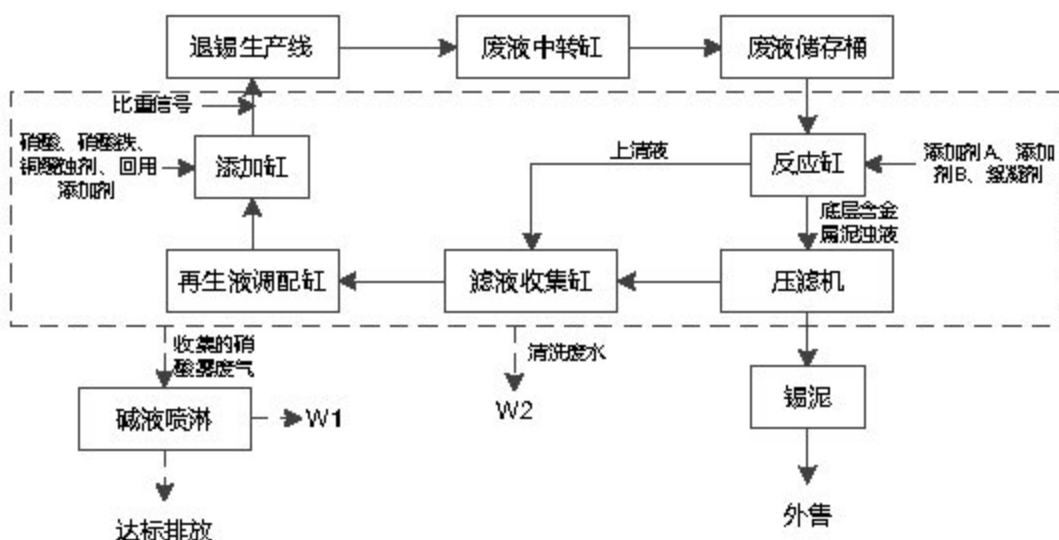 退锡生产线
废液中转缸
废液储存桶
比重信号
硝酸、硝酸铁、
铜缓蚀剂、回用
添加剂
添加缸
上清液
反应缸
添加剂A、添加
剂B、絮凝剂
底层含金
属泥浊液
再生液调配缸
滤液收集缸
压滤机
收集的硝
酸雾废气
清洗废水
碱液喷淋
W1
W2
锡泥
达标排放
外售